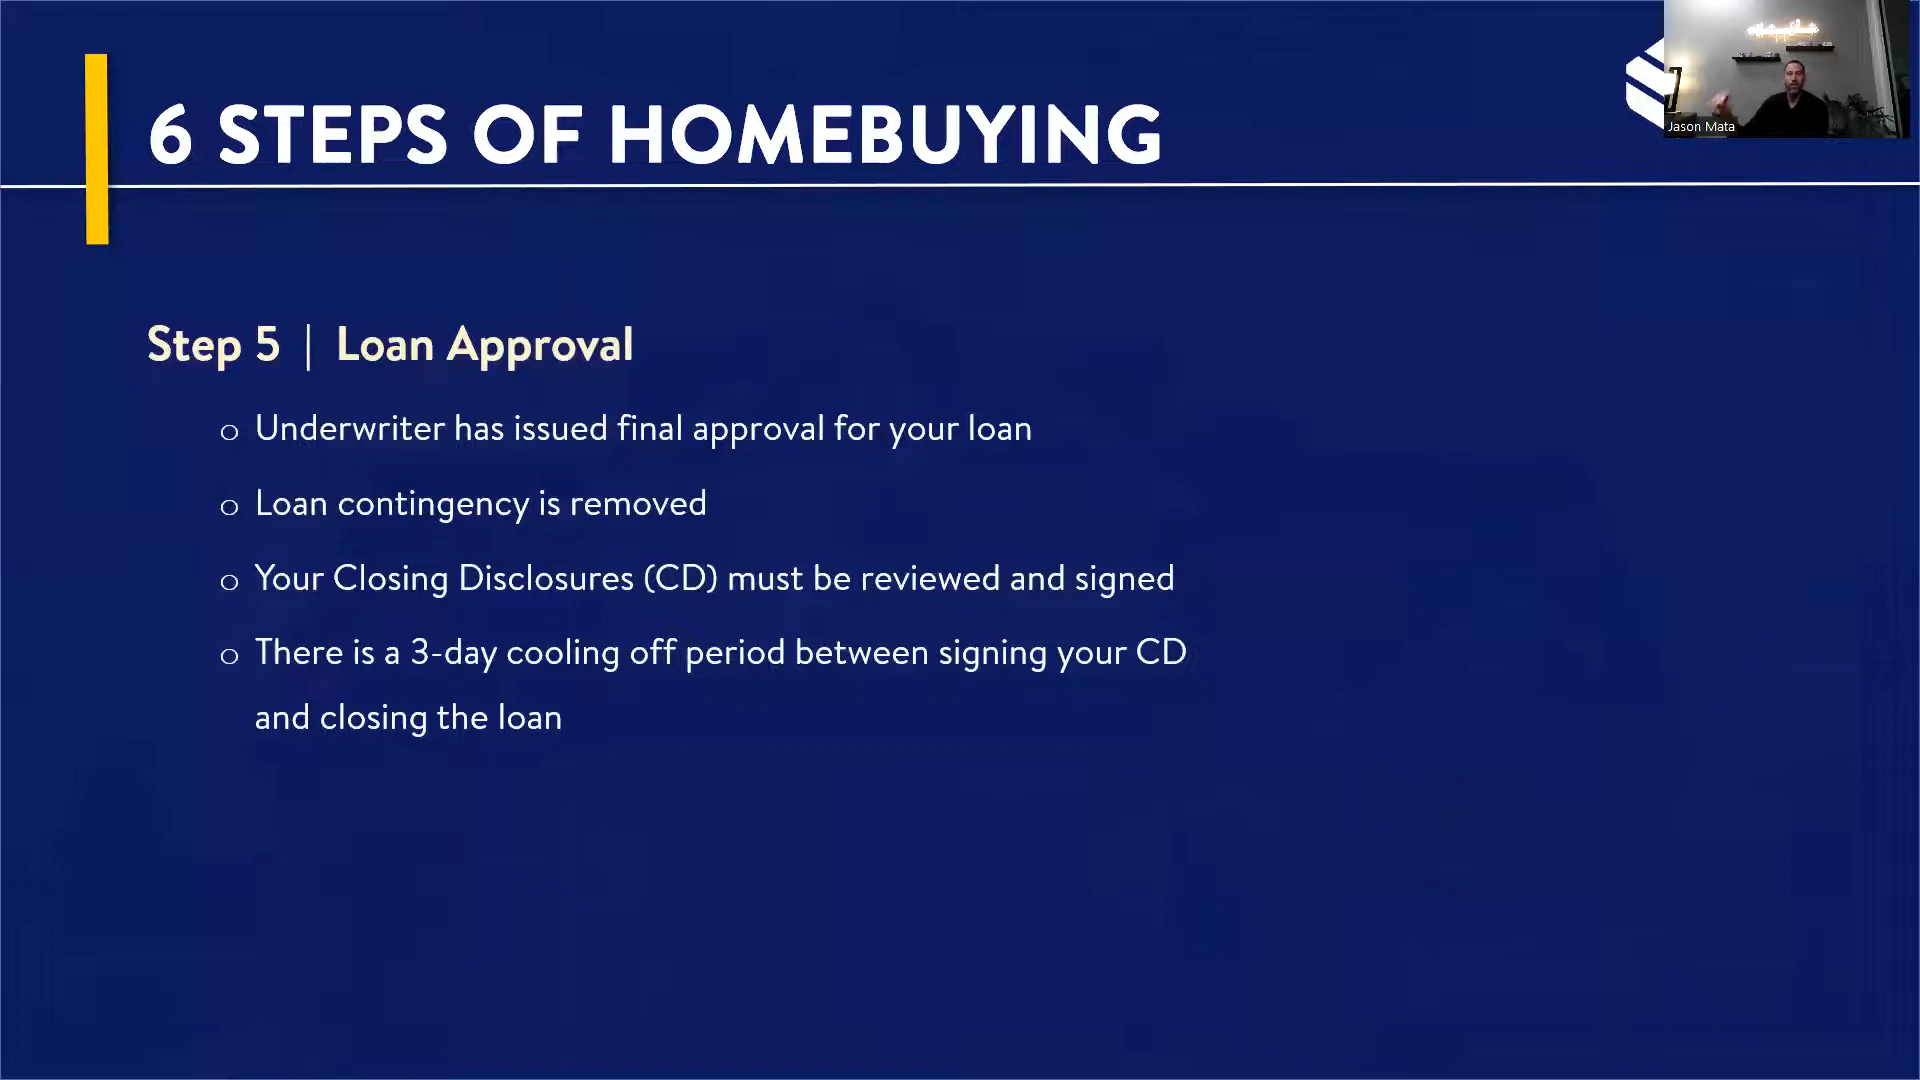 6 STEPS OF HOMEBUYING
Jason Mata
Step 5 | Loan Approval
o Underwriter has issued final approval for your loan
o Loan contingency is removed
o Your Closing Disclosures (CD) must be reviewed and signed
o There is a 3-day cooling off period between signing your CD
and closing the loan